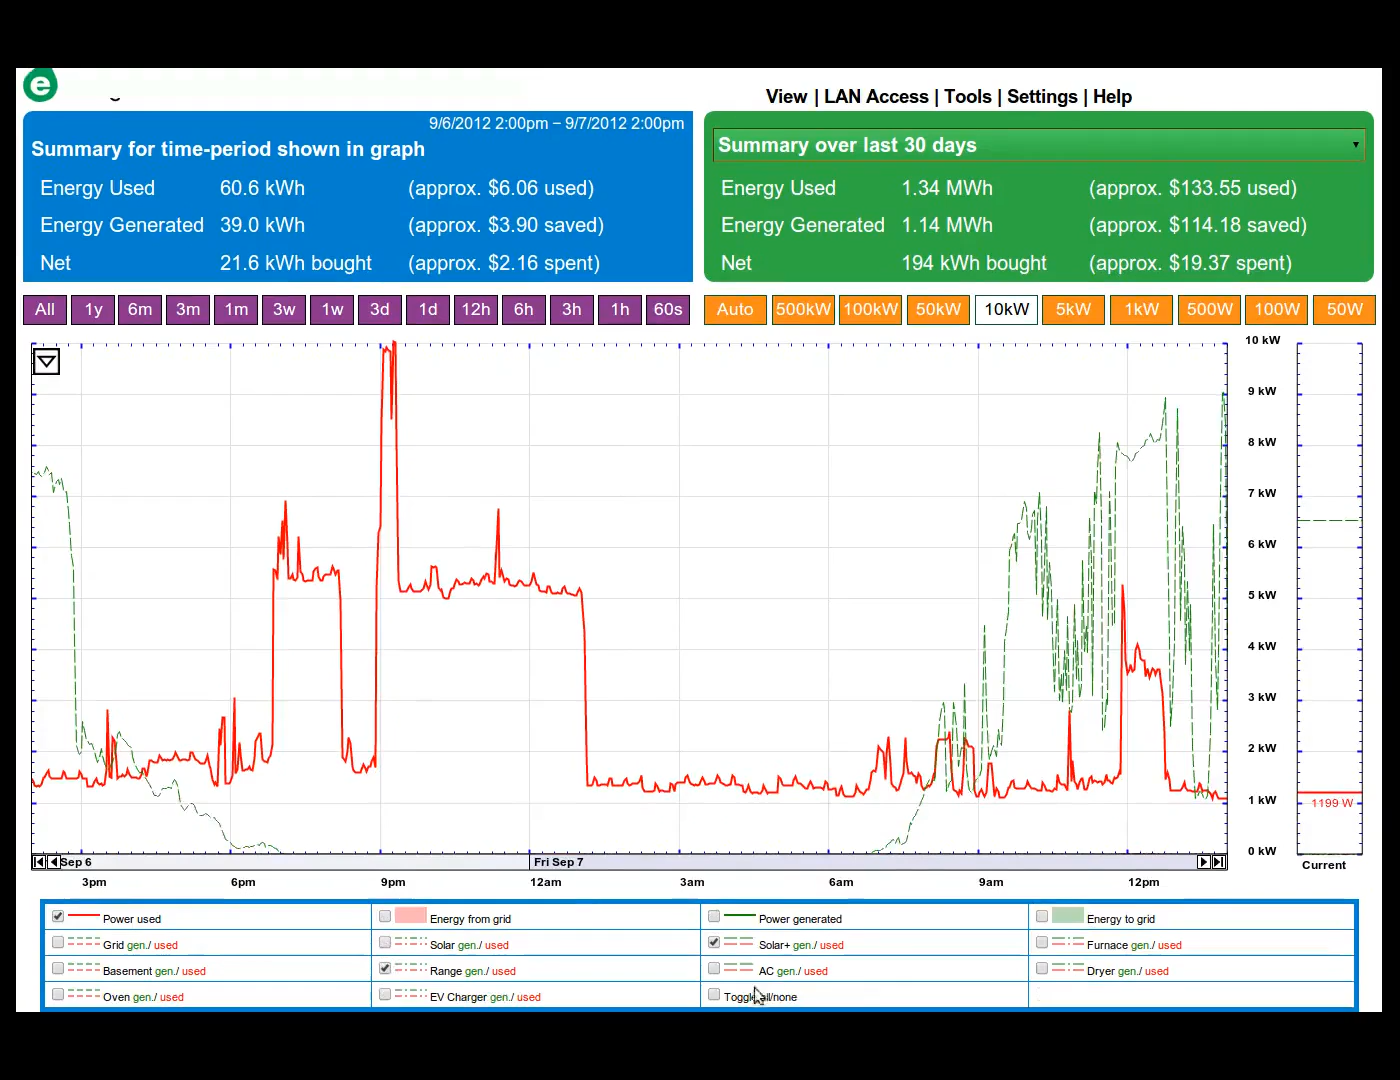 e
View | LAN Access | Tools | Settings | Help
9/6/2012 2:00pm – 9/7/2012 2:00pm
Summary for time-period shown in graph
Energy Used 60.6 kWh (approx. $6.06 used)
Energy Generated 39.0 kWh (approx. $3.90 saved)
Net 21.6 kWh bought (approx. $2.16 spent)
Summary over last 30 days
Energy Used 1.34 MWh (approx. $133.55 used)
Energy Generated 1.14 MWh (approx. $114.18 saved)
Net 194 kWh bought (approx. $19.37 spent)
All 1y 6m 3m 1m 3w 1w 3d 1d 12h 6h 3h 1h 60s
Auto 500kW 100kW 50kW 10kW 5kW 1kW 500W 100W 50W
10 kW
9 kW
8 kW
7 kW
6 kW
5 kW
4 kW
3 kW
2 kW
1 kW
0 kW
1199 W
Current
Sep 6 Fri Sep 7
3pm 6pm 9pm 12am 3am 6am 9am 12pm
Power used Energy from grid Power generated Energy to grid
Grid gen./ used Solar gen./ used Solar+ gen./ used Furnace gen./ used
Basement gen./ used Range gen./ used AC gen./ used Dryer gen./ used
Oven gen./ used EV Charger gen./ used Toggle all/none